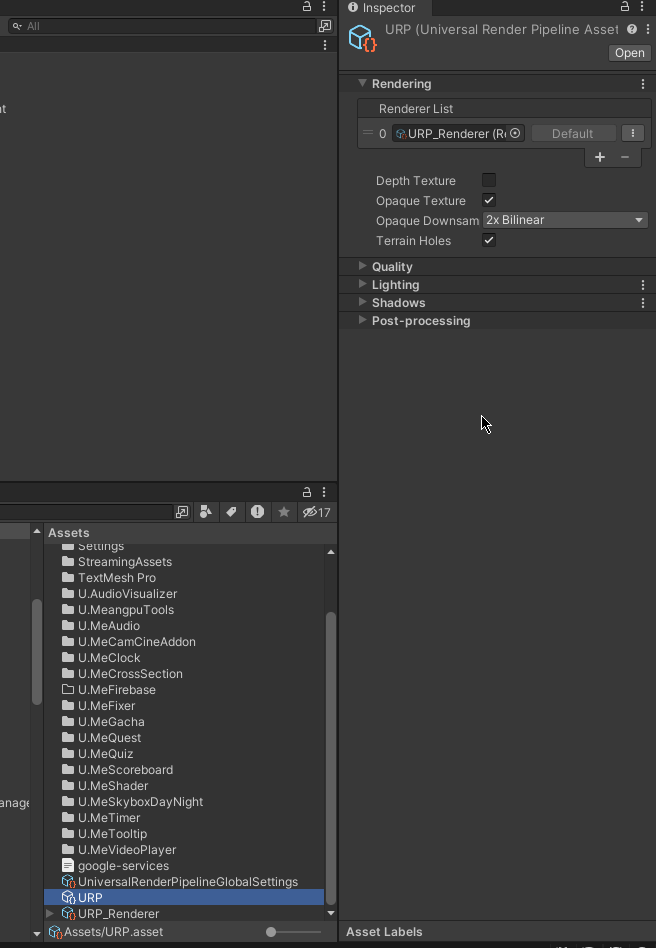 Inspector
All
URP (Universal Render Pipeline Asset
Open
Rendering
Renderer List
0 URP_Renderer (Re Default
Depth Texture
Opaque Texture
Opaque Downsam 2x Bilinear
Terrain Holes
Quality
Lighting
Shadows
Post-processing
17
Assets
Settings
StreamingAssets
TextMesh Pro
U.AudioVisualizer
U.MeangpuTools
U.MeAudio
U.MeCamCineAddon
U.MeClock
U.MeCrossSection
U.MeFirebase
U.MeFixer
U.MeGacha
U.MeQuest
U.MeQuiz
U.MeScoreboard
U.MeShader
U.MeSkyboxDayNight
anage
U.MeTimer
U.MeTooltip
U.MeVideoPlayer
google-services
UniversalRenderPipelineGlobalSettings
URP
URP_Renderer
Assets/URP.asset
Asset Labels